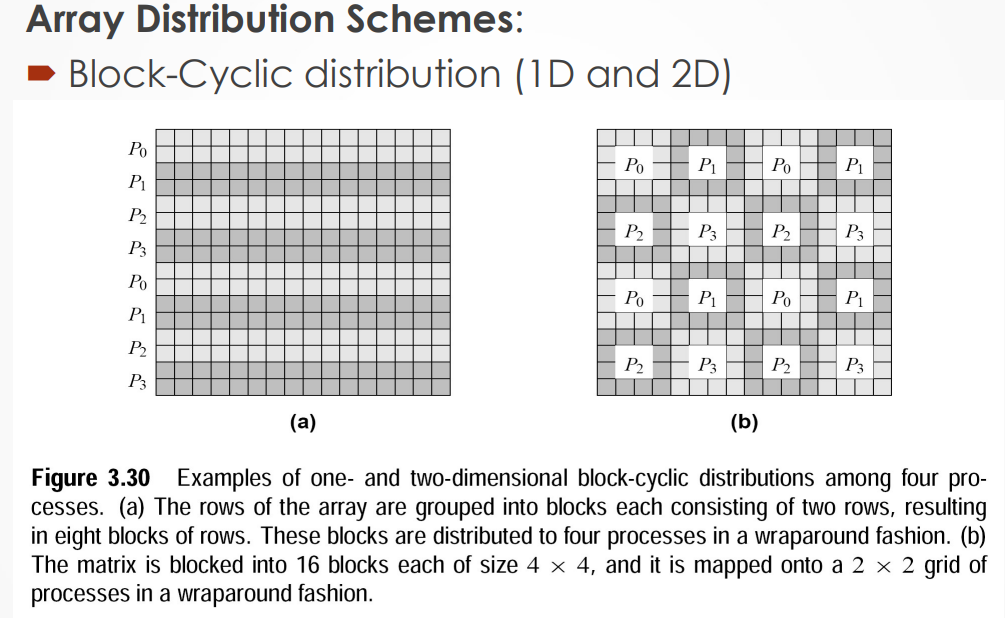 Array Distribution Schemes:
Block-Cyclic distribution (1D and 2D)
P0
P1
P2
P3
P0
P1
P2
P3
P0 P1 P0 P1
P2 P3 P2 P3
P0 P1 P0 P1
P2 P3 P2 P3
(a)
(b)
Figure 3.30 Examples of one- and two-dimensional block-cyclic distributions among four pro-
cesses. (a) The rows of the array are grouped into blocks each consisting of two rows, resulting
in eight blocks of rows. These blocks are distributed to four processes in a wraparound fashion. (b)
The matrix is blocked into 16 blocks each of size 4 × 4, and it is mapped onto a 2 × 2 grid of
processes in a wraparound fashion.